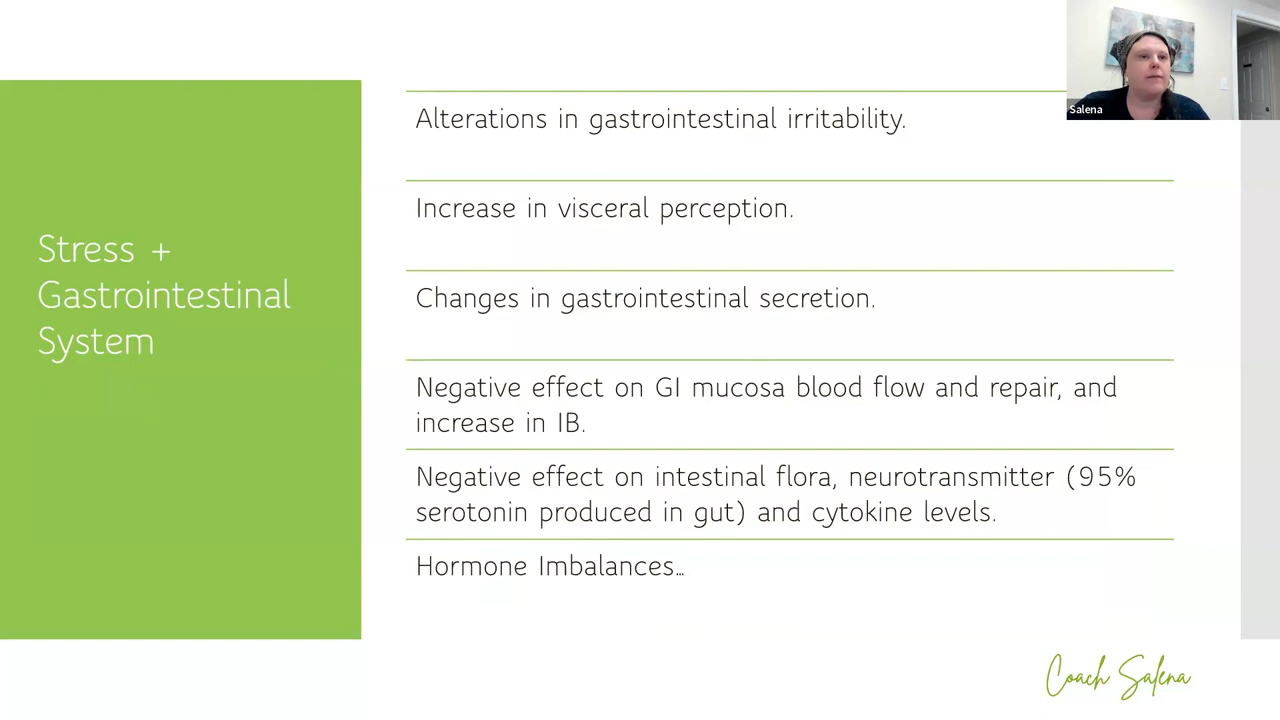 Stress +
Gastrointestinal
System
Alterations in gastrointestinal irritability.
Increase in visceral perception.
Changes in gastrointestinal secretion.
Negative effect on GI mucosa blood flow and repair, and
increase in IB.
Negative effect on intestinal flora, neurotransmitter (95%
serotonin produced in gut) and cytokine levels.
Hormone Imbalances…
Salena
Coach Salena